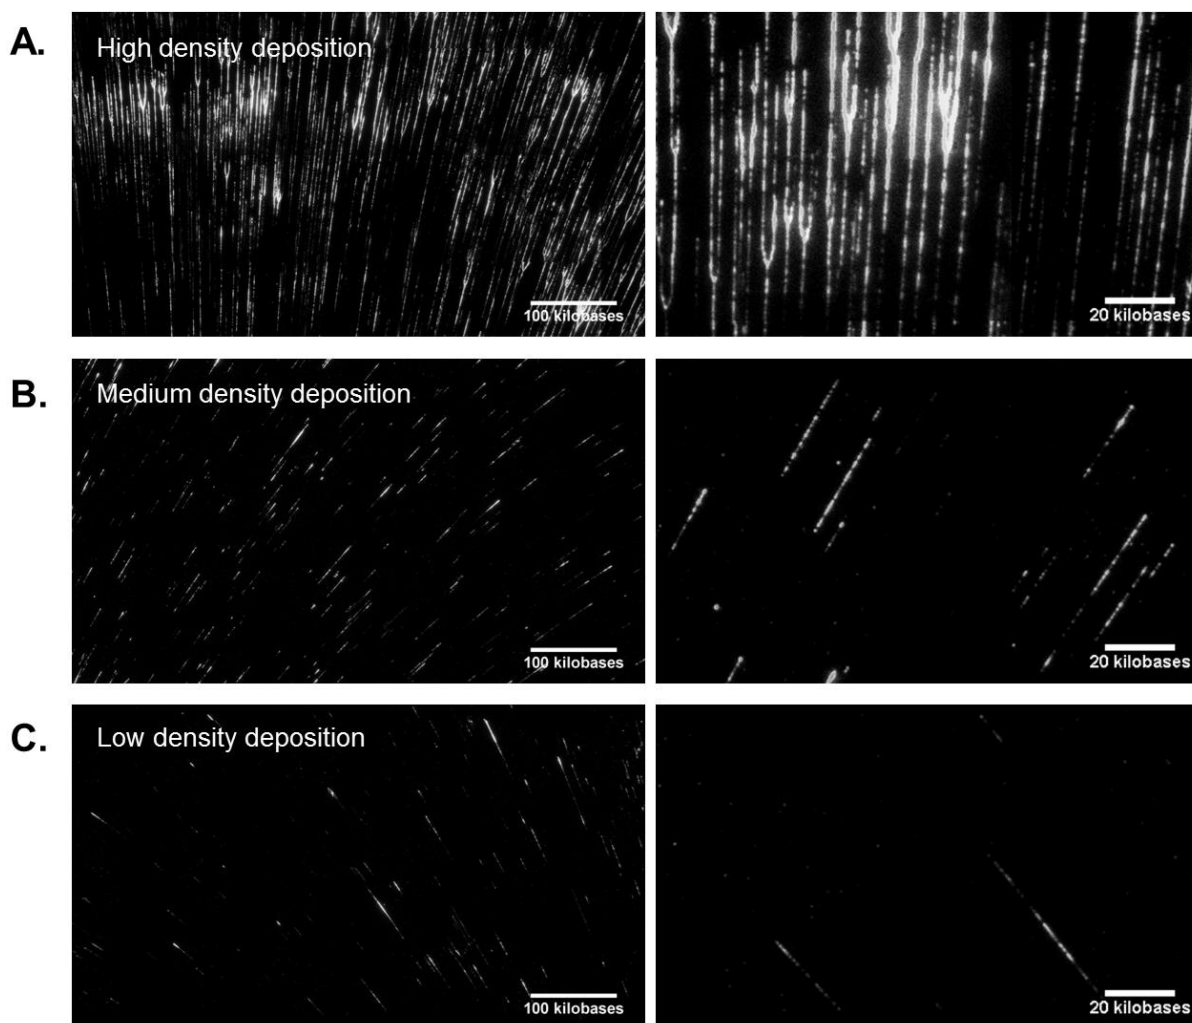 A.
High density deposition
100 kilobases
20 kilobases
B.
Medium density deposition
100 kilobases
20 kilobases
C.
Low density deposition
100 kilobases
20 kilobases